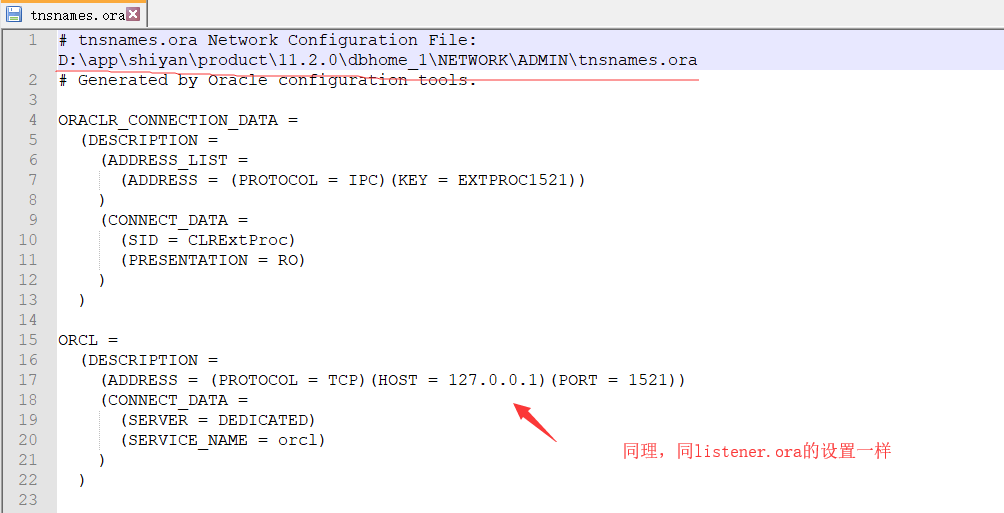 tnsnames.ora
1 # tnsnames.ora Network Configuration File:
D:\app\shiyan\product\11.2.0\dbhome_1\NETWORK\ADMIN\tnsnames.ora
2 # Generated by Oracle configuration tools.
3
4 ORACLR_CONNECTION_DATA =
5   (DESCRIPTION =
6     (ADDRESS_LIST =
7       (ADDRESS = (PROTOCOL = IPC)(KEY = EXTPROC1521))
8     )
9     (CONNECT_DATA =
10       (SID = CLRExtProc)
11       (PRESENTATION = RO)
12     )
13   )
14
15 ORCL =
16   (DESCRIPTION =
17     (ADDRESS = (PROTOCOL = TCP)(HOST = 127.0.0.1)(PORT = 1521))
18     (CONNECT_DATA =
19       (SERVER = DEDICATED)
20       (SERVICE_NAME = orcl)
21     )
22   )
23
同理，同listener.ora的设置一样